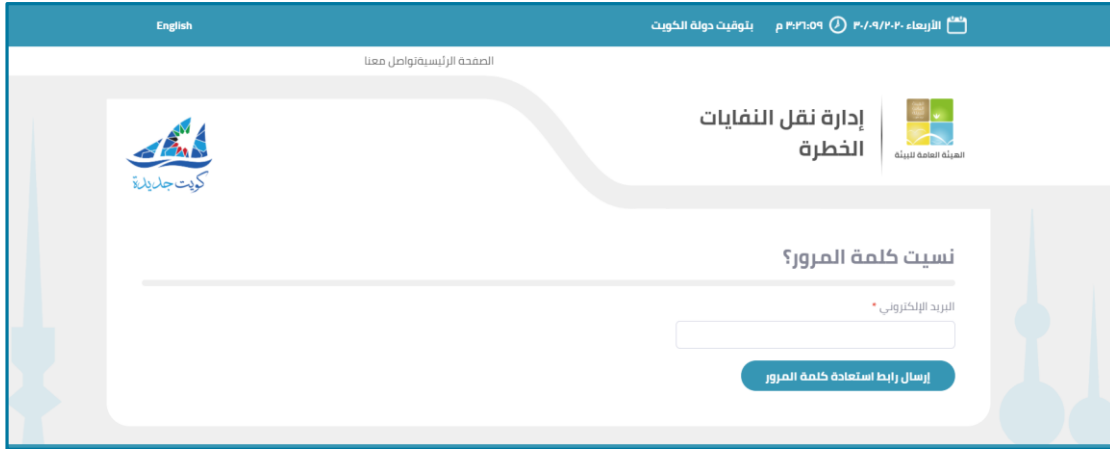 الأربعاء ٣٠/٠٩/٢٠٢٠ ٣:٢٦:٥٩ م بتوقيت دولة الكويت
English
الصفحة الرئيسيةتواصل معنا
الهيئة العامة للبيئة
إدارة نقل النفايات
الخطرة
كويت جديدة
نسيت كلمة المرور؟
البريد الإلكتروني *
إرسال رابط استعادة كلمة المرور